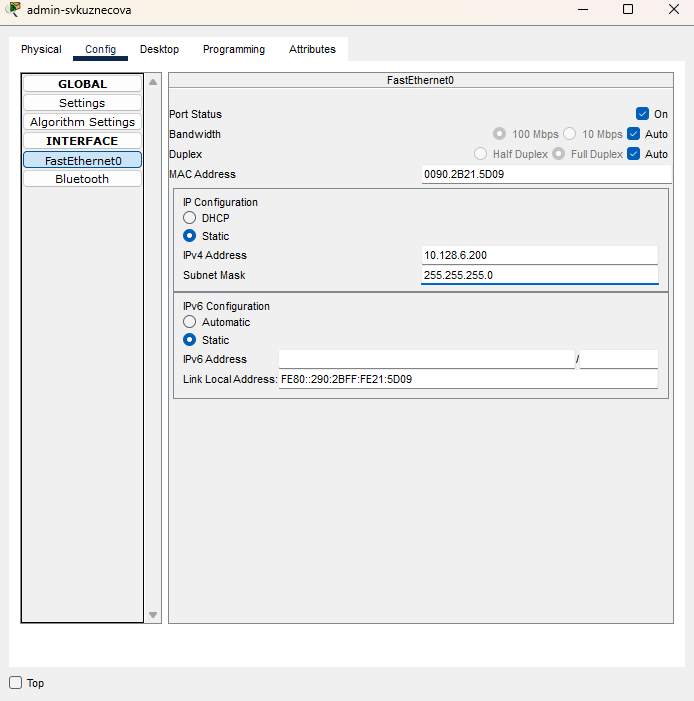 admin-svkuznecova
Physical Config Desktop Programming Attributes
GLOBAL
Settings
Algorithm Settings
INTERFACE
FastEthernet0
Bluetooth
FastEthernet0
Port Status On
Bandwidth 100 Mbps 10 Mbps Auto
Duplex Half Duplex Full Duplex Auto
MAC Address 0090.2B21.5D09
IP Configuration
DHCP
Static
IPv4 Address 10.128.6.200
Subnet Mask 255.255.255.0
IPv6 Configuration
Automatic
Static
IPv6 Address /
Link Local Address: FE80::290:2BFF:FE21:5D09
Top